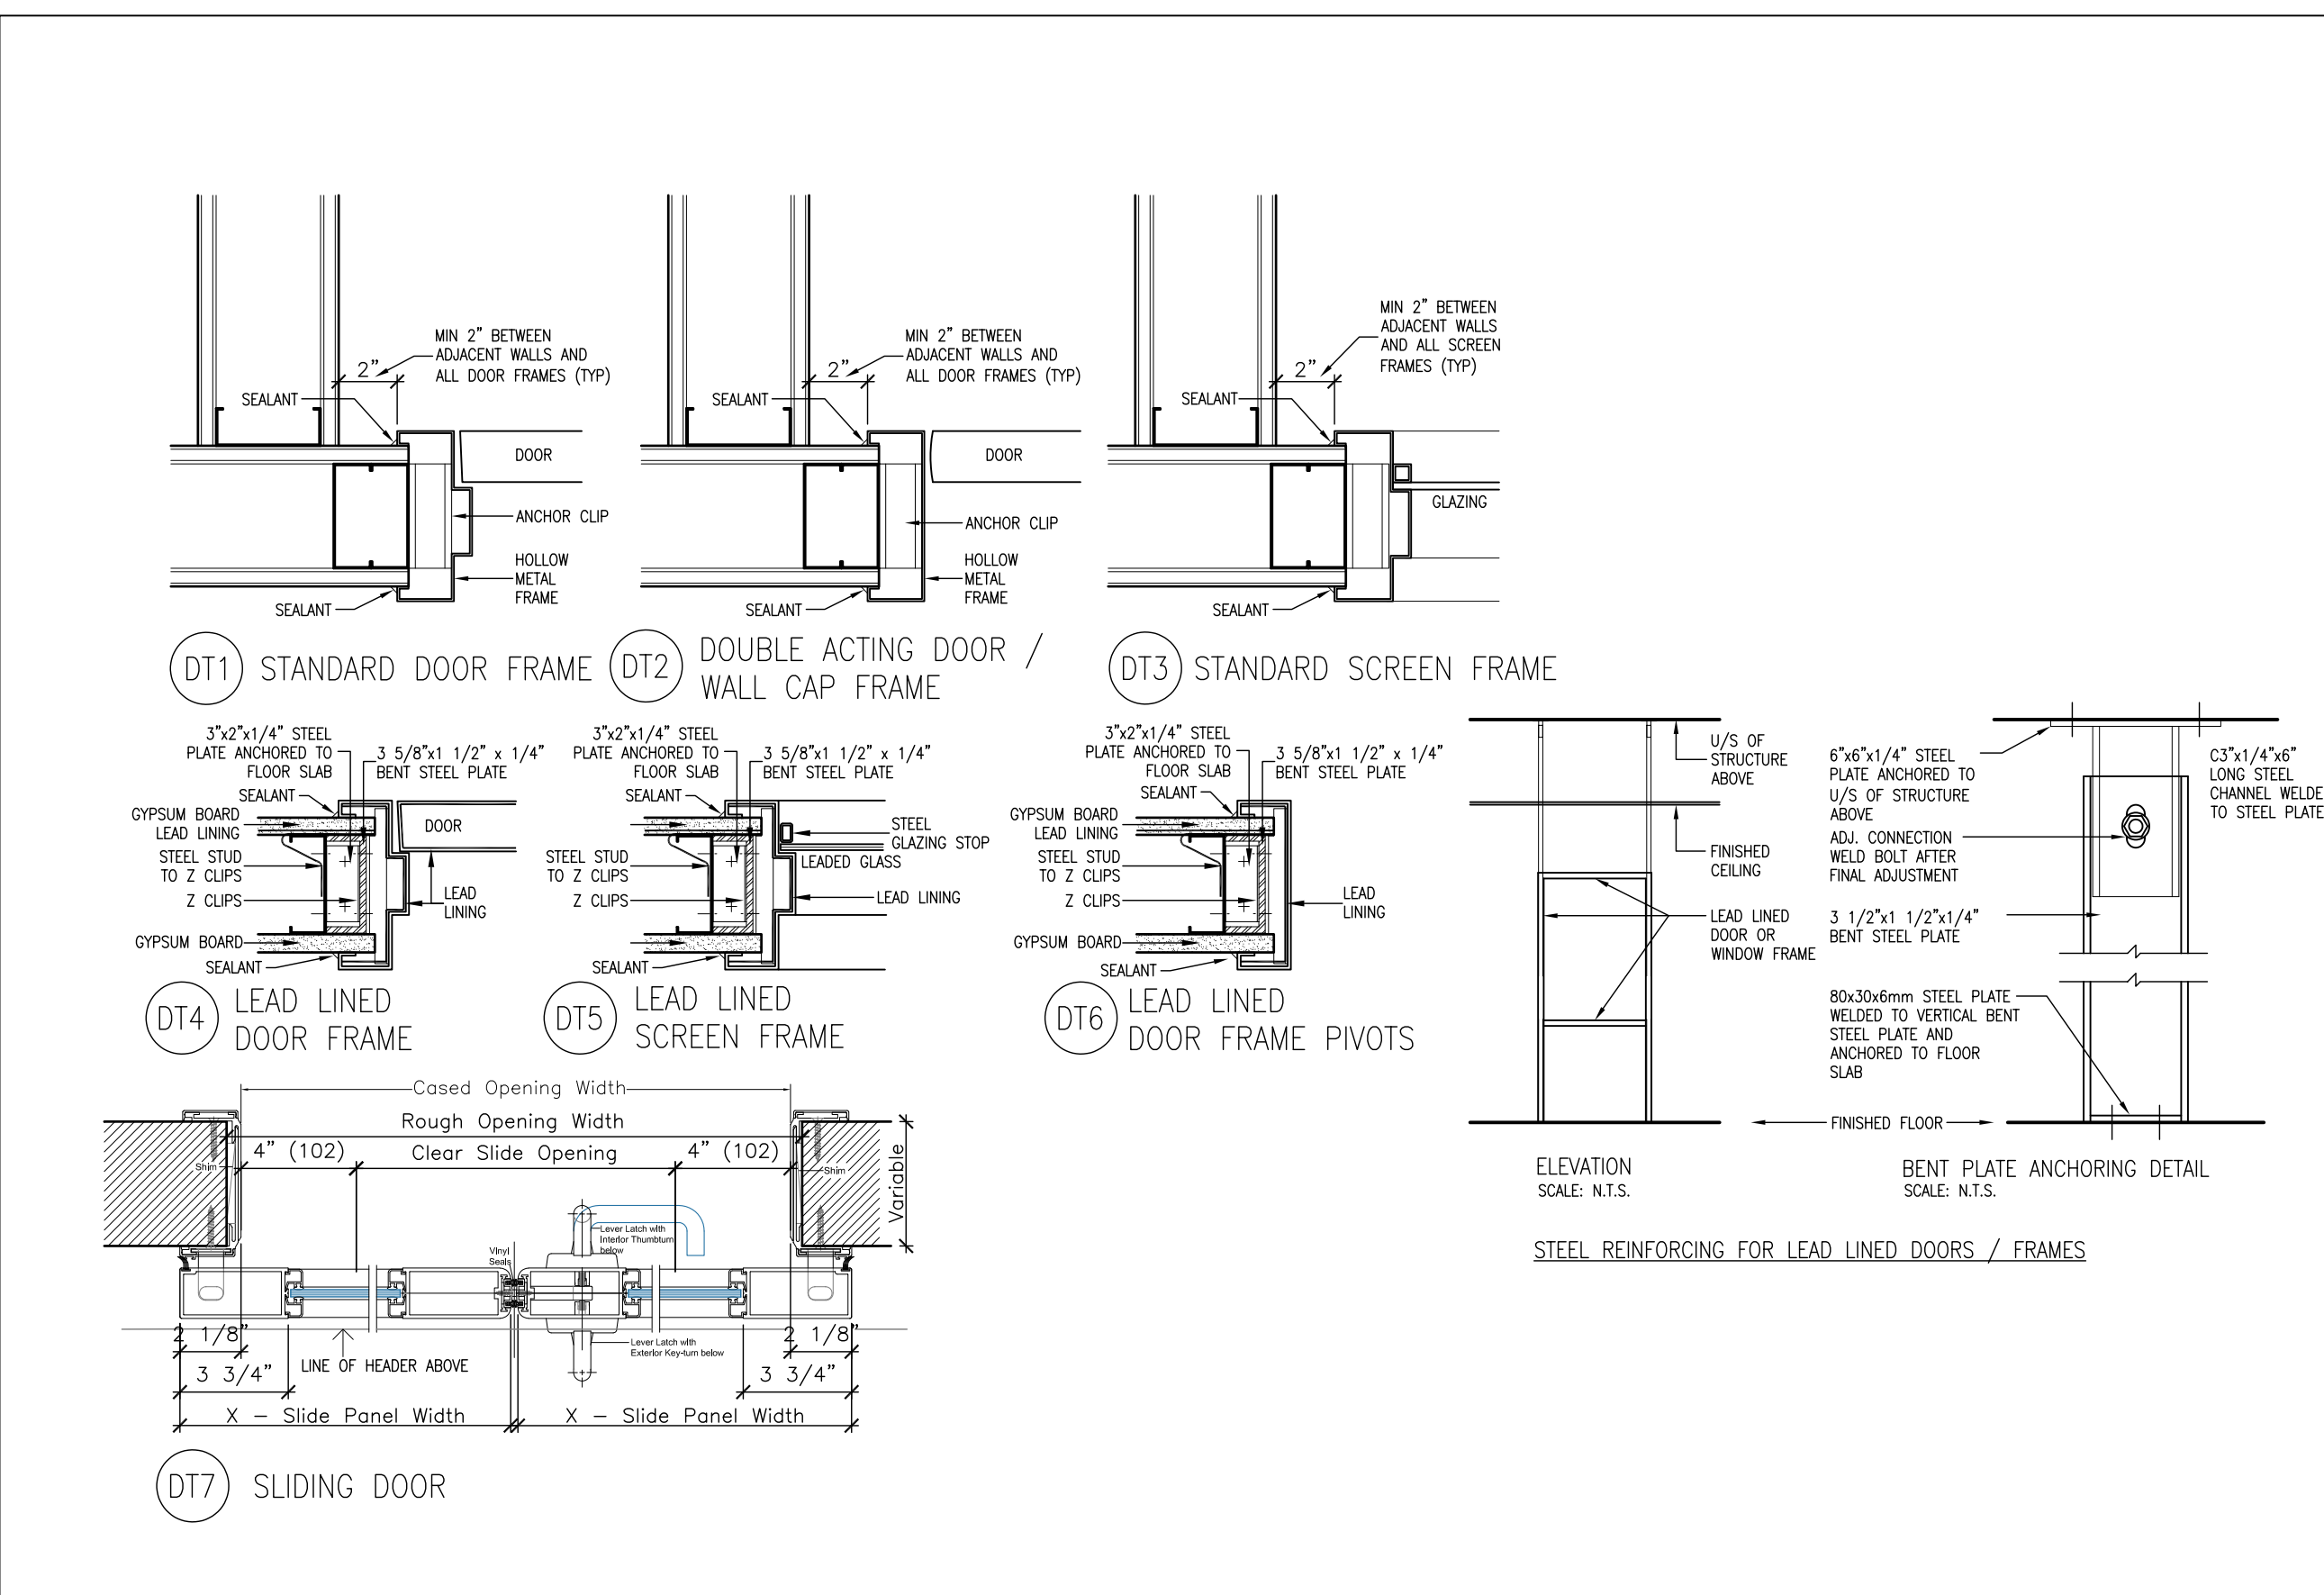 MIN 2" BETWEEN
ADJACENT WALLS AND
ALL DOOR FRAMES (TYP)
2"
SEALANT
DOOR
ANCHOR CLIP
HOLLOW
METAL
FRAME
SEALANT
DT1 STANDARD DOOR FRAME
MIN 2" BETWEEN
ADJACENT WALLS AND
ALL DOOR FRAMES (TYP)
2"
SEALANT
DOOR
ANCHOR CLIP
HOLLOW
METAL
FRAME
SEALANT
DT2
DOUBLE ACTING DOOR /
WALL CAP FRAME
MIN 2" BETWEEN
ADJACENT WALLS
AND ALL SCREEN
FRAMES (TYP)
2"
SEALANT
GLAZING
SEALANT
DT3 STANDARD SCREEN FRAME
3"x2"x1/4" STEEL
PLATE ANCHORED TO
FLOOR SLAB
3 5/8"x1 1/2" x 1/4"
BENT STEEL PLATE
SEALANT
GYPSUM BOARD
LEAD LINING
DOOR
STEEL STUD
TO Z CLIPS
Z CLIPS
LEAD
LINING
GYPSUM BOARD
SEALANT
DT4
LEAD LINED
DOOR FRAME
3"x2"x1/4" STEEL
PLATE ANCHORED TO
FLOOR SLAB
3 5/8"x1 1/2" x 1/4"
BENT STEEL PLATE
SEALANT
STEEL
GLAZING STOP
LEADED GLASS
STEEL STUD
TO Z CLIPS
Z CLIPS
LEAD LINING
GYPSUM BOARD
SEALANT
DT5
LEAD LINED
SCREEN FRAME
3"x2"x1/4" STEEL
PLATE ANCHORED TO
FLOOR SLAB
3 5/8"x1 1/2" x 1/4"
BENT STEEL PLATE
SEALANT
GYPSUM BOARD
LEAD LINING
STEEL STUD
TO Z CLIPS
Z CLIPS
LEAD
LINING
GYPSUM BOARD
SEALANT
DT6
LEAD LINED
DOOR FRAME PIVOTS
U/S OF
STRUCTURE
ABOVE
FINISHED
CEILING
LEAD LINED
DOOR OR
WINDOW FRAME
6"x6"x1/4" STEEL
PLATE ANCHORED TO
U/S OF STRUCTURE
ABOVE
C3"x1/4"x6"
LONG STEEL
CHANNEL WELDE
TO STEEL PLATE
ADJ. CONNECTION
WELD BOLT AFTER
FINAL ADJUSTMENT
3 1/2"x1 1/2"x1/4"
BENT STEEL PLATE
80x30x6mm STEEL PLATE
WELDED TO VERTICAL BENT
STEEL PLATE AND
ANCHORED TO FLOOR
SLAB
FINISHED FLOOR
ELEVATION
SCALE: N.T.S.
BENT PLATE ANCHORING DETAIL
SCALE: N.T.S.
STEEL REINFORCING FOR LEAD LINED DOORS / FRAMES
Cased Opening Width
Rough Opening Width
4" (102)
Clear Slide Opening
4" (102)
Shim
Shim
Variable
Lever Latch with
Interior Thumbturn
below
Vinyl
Seals
2 1/8"
2 1/8"
LINE OF HEADER ABOVE
Lever Latch with
Exterior Key-turn below
3 3/4"
3 3/4"
X - Slide Panel Width
X - Slide Panel Width
DT7 SLIDING DOOR